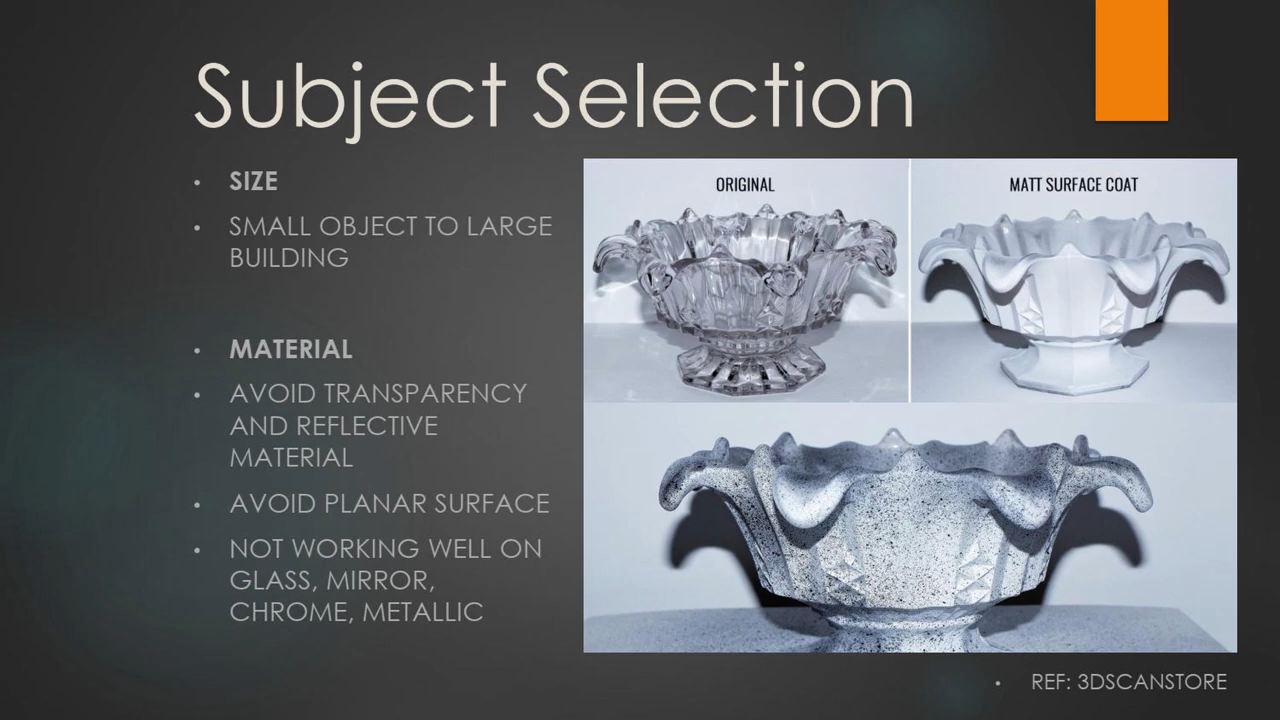 Subject Selection
• SIZE
• SMALL OBJECT TO LARGE
BUILDING
• MATERIAL
• AVOID TRANSPARENCY
AND REFLECTIVE
MATERIAL
• AVOID PLANAR SURFACE
• NOT WORKING WELL ON
GLASS, MIRROR,
CHROME, METALLIC
ORIGINAL
MATT SURFACE COAT
• REF: 3DSCANSTORE